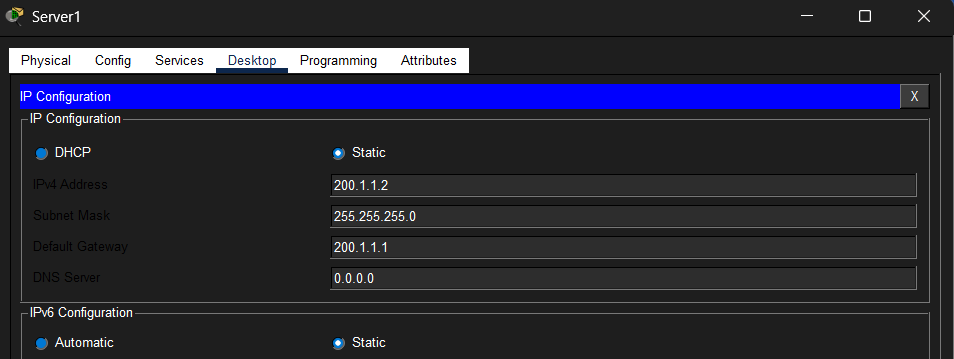 Server1
Physical Config Services Desktop Programming Attributes
IP Configuration X
IP Configuration
DHCP Static
IPv4 Address 200.1.1.2
Subnet Mask 255.255.255.0
Default Gateway 200.1.1.1
DNS Server 0.0.0.0
IPv6 Configuration
Automatic Static